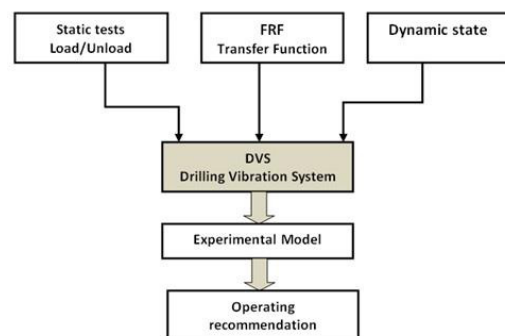 Static tests
Load/Unload
FRF
Transfer Function
Dynamic state
DVS
Drilling Vibration System
Experimental Model
Operating
recommendation